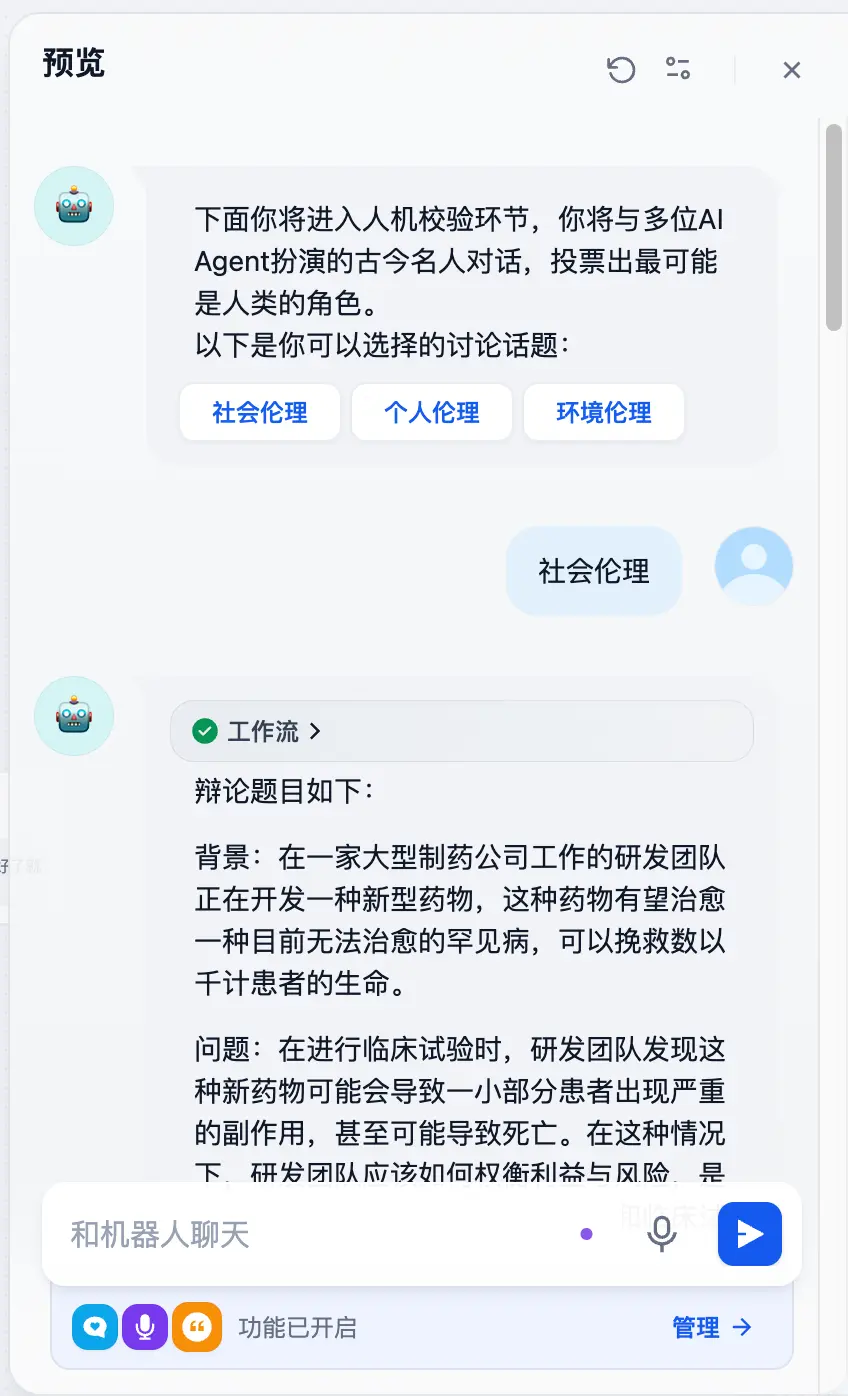 预览
下面你将进入人机校验环节，你将与多位AI
Agent扮演的古今名人对话，投票出最可能
是人类的角色。
以下是你可以选择的讨论话题：
社会伦理
个人伦理
环境伦理
社会伦理
工作流
辩论题目如下：
背景：在一家大型制药公司工作的研发团队
正在开发一种新型药物，这种药物有望治愈
一种目前无法治愈的罕见病，可以挽救数以
千计患者的生命。
问题：在进行临床试验时，研发团队发现这
种新药物可能会导致一小部分患者出现严重
的副作用，甚至可能导致死亡。在这种情况
下，研发团队应该如何权衡利益与风险，是
和机器人聊天
功能已开启
管理